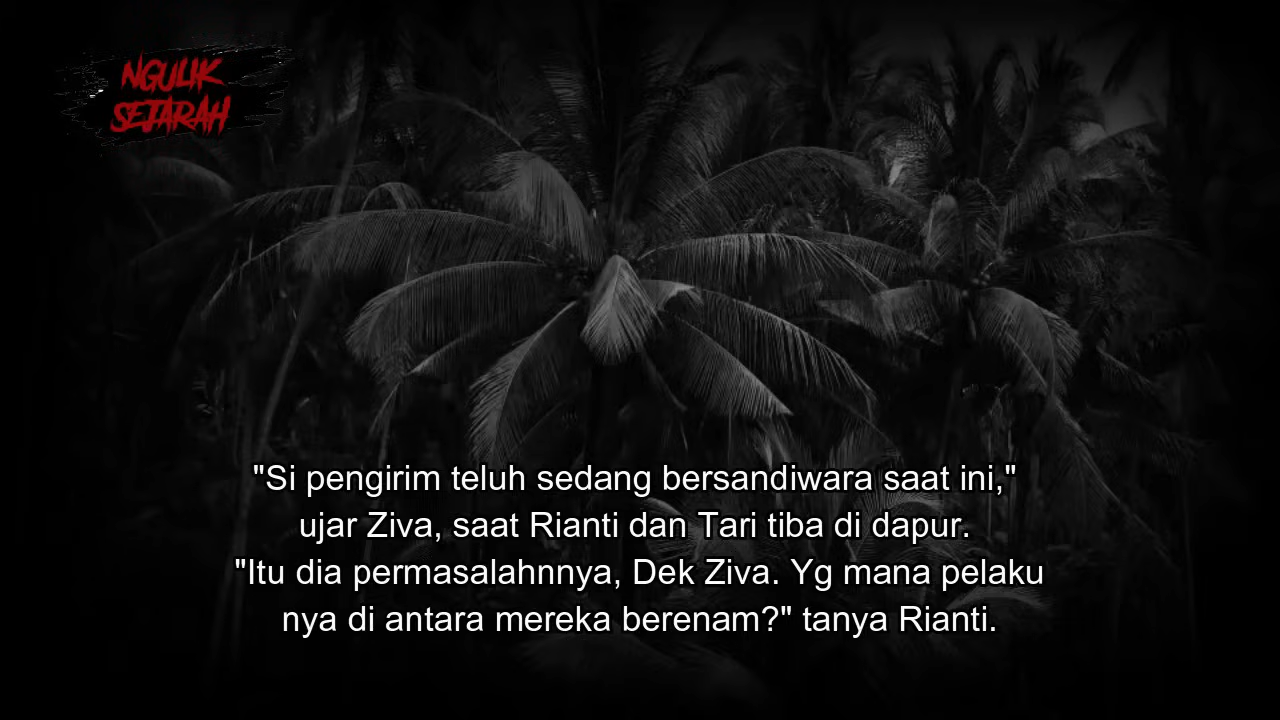 NGULIK
SEJARAH
"Si pengirim teluh sedang bersandiwara saat ini,"
ujar Ziva, saat Rianti dan Tari tiba di dapur.
"Itu dia permasalahnnya, Dek Ziva. Yg mana pelaku
nya di antara mereka berenam?" tanya Rianti.